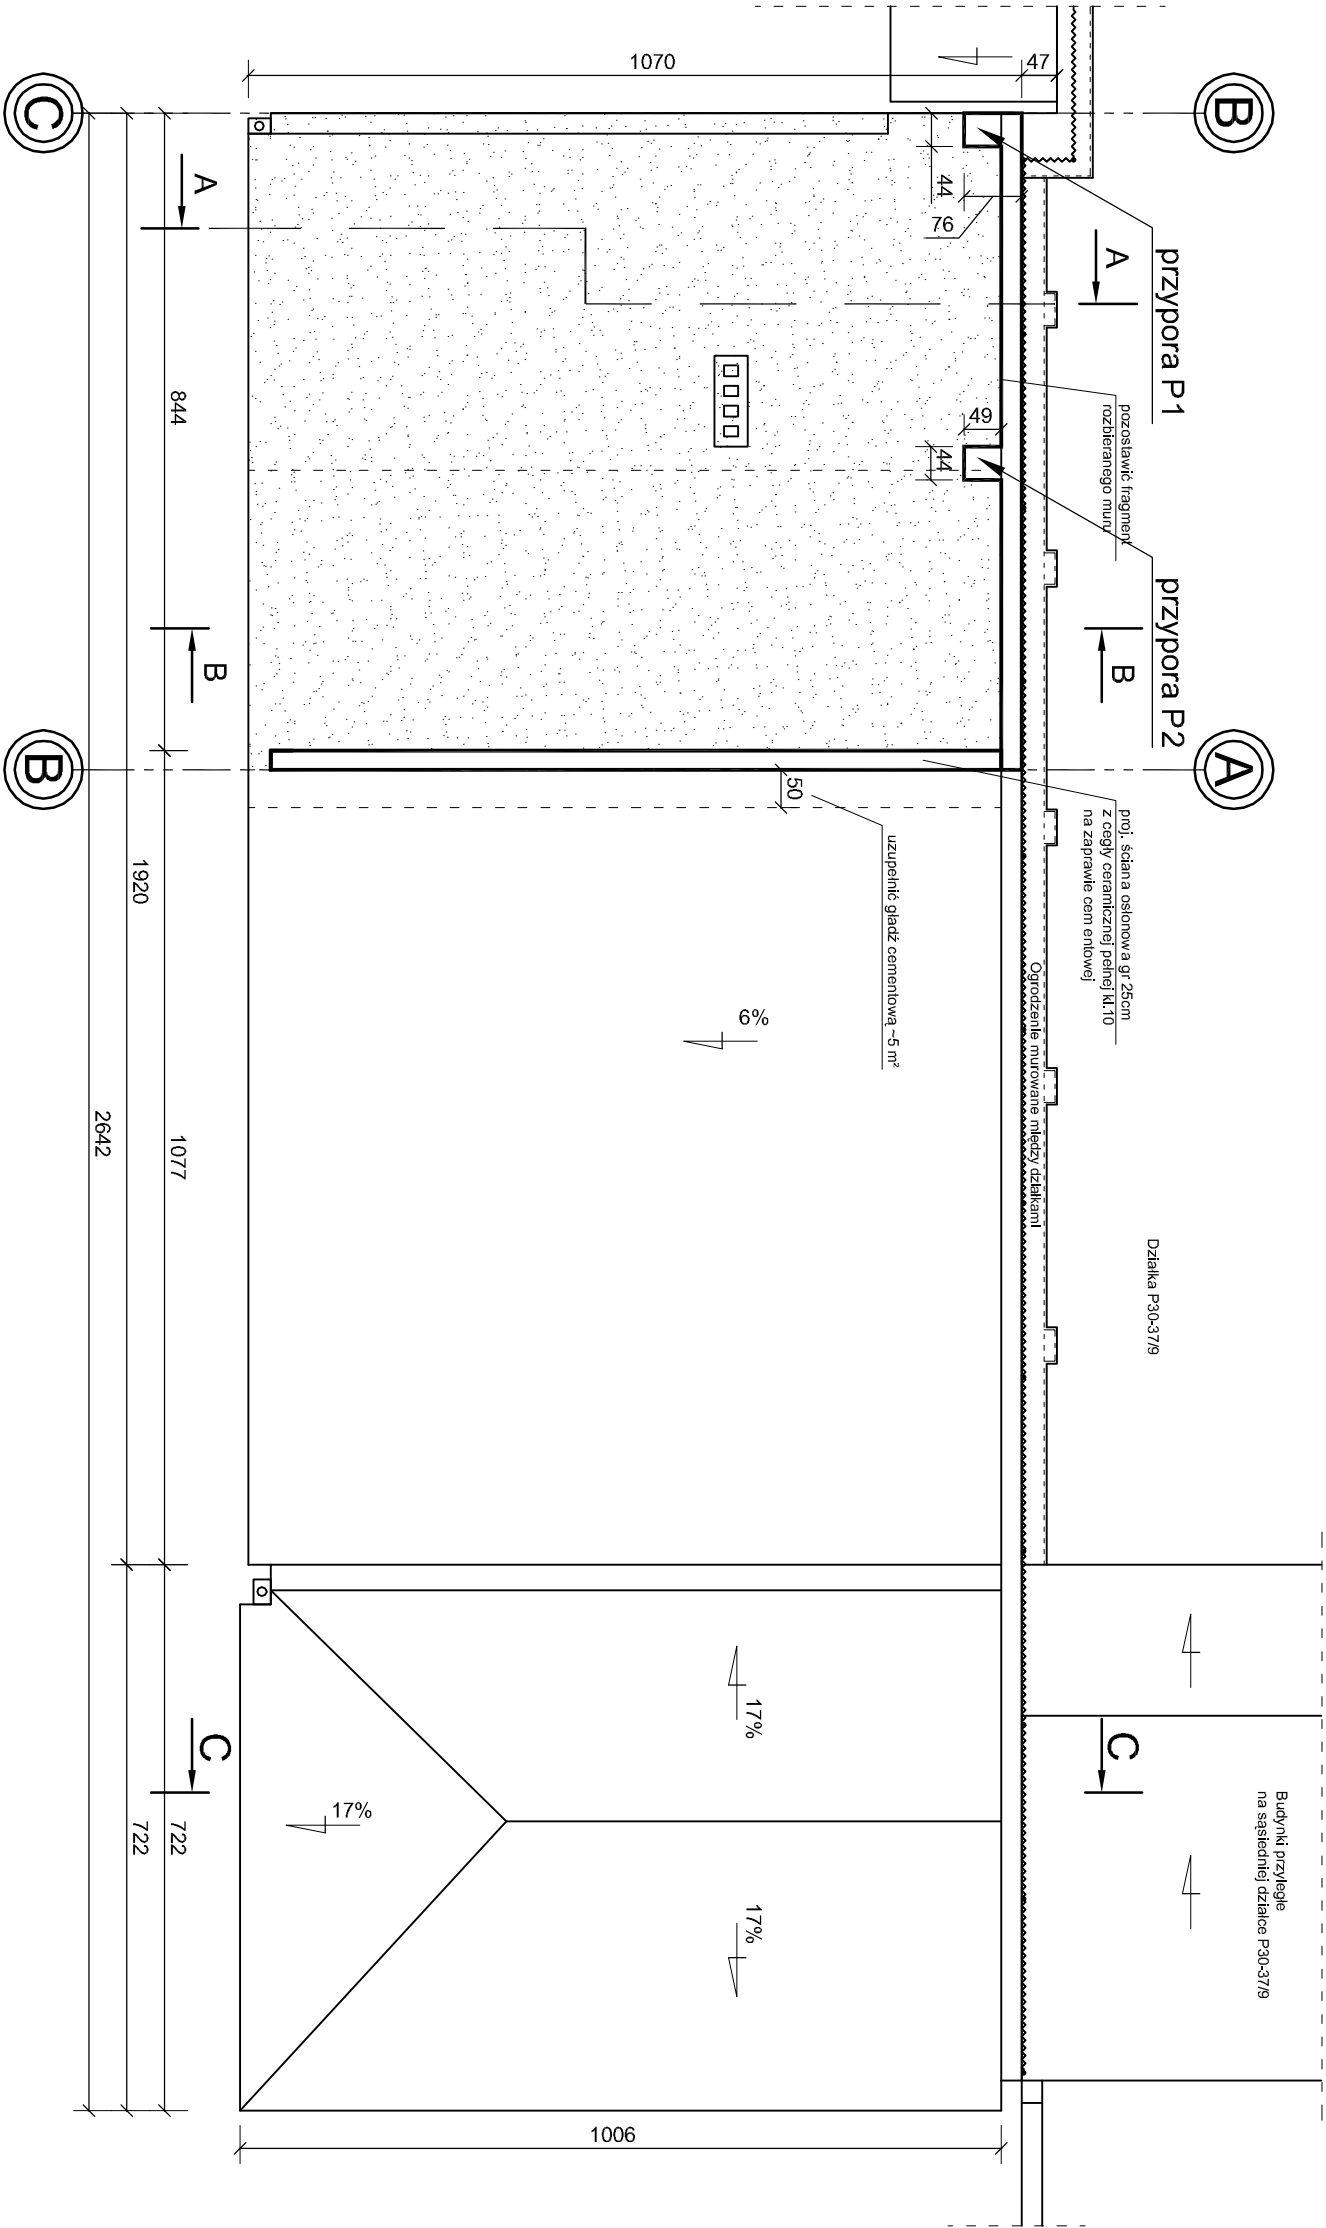 1070
47
C
B
A
A
44
76
przypora P1
pozostawić fragment
rozbieranego muru
49
44
844
przypora P2
B
B
B
A
50
proj. ściana osłonowa gr 25cm
z cegły ceramicznej pełnej kl.10
na zaprawie cementowej
uzupełnić gładź cementową ~5 m²
1920
Ogrodzenie murowane między działkami
6%
2642
1077
Działka P30-37/9
17%
17%
17%
C
C
722
722
Budynki przyległe
na sąsiedniej działce P30-37/9
1006